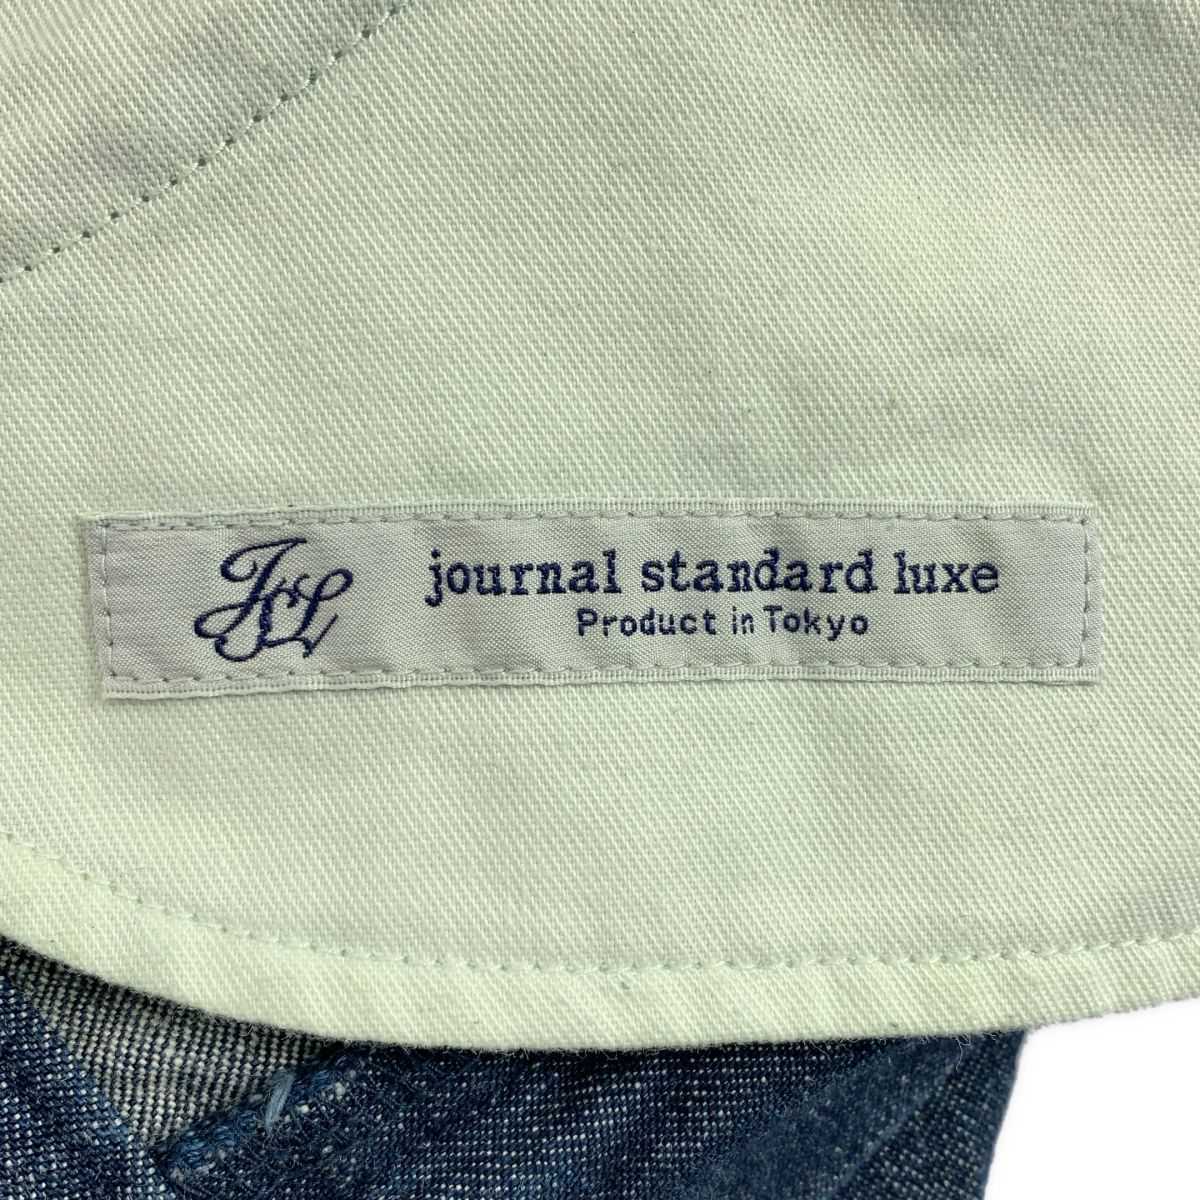 JSL
journal standard luxe
Product in Tokyo